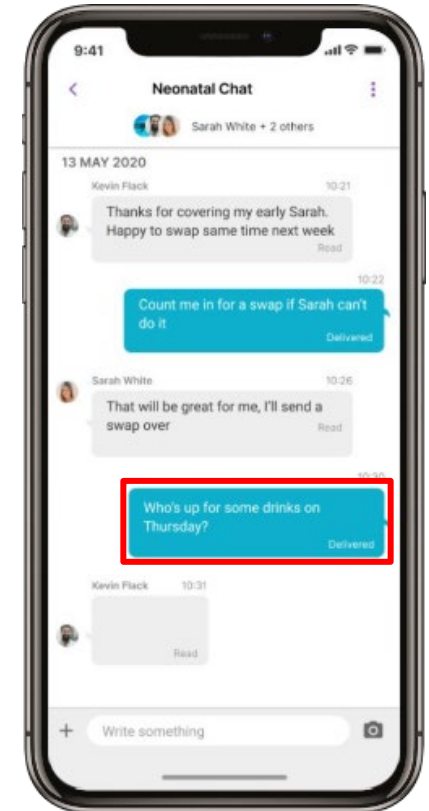 9:41
Neonatal Chat
Sarah White + 2 others
13 MAY 2020
Kevin Flack 10:21
Thanks for covering my early Sarah.
Happy to swap same time next week
Read
10:22
Count me in for a swap if Sarah can't
do it
Delivered
Sarah White 10:26
That will be great for me, I'll send a
swap over
Read
10:30
Who's up for some drinks on
Thursday?
Delivered
Kevin Flack 10:31
Read
Write something